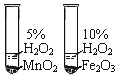 5% 10%
H₂O₂ H₂O₂
MnO₂ Fe₂O₃